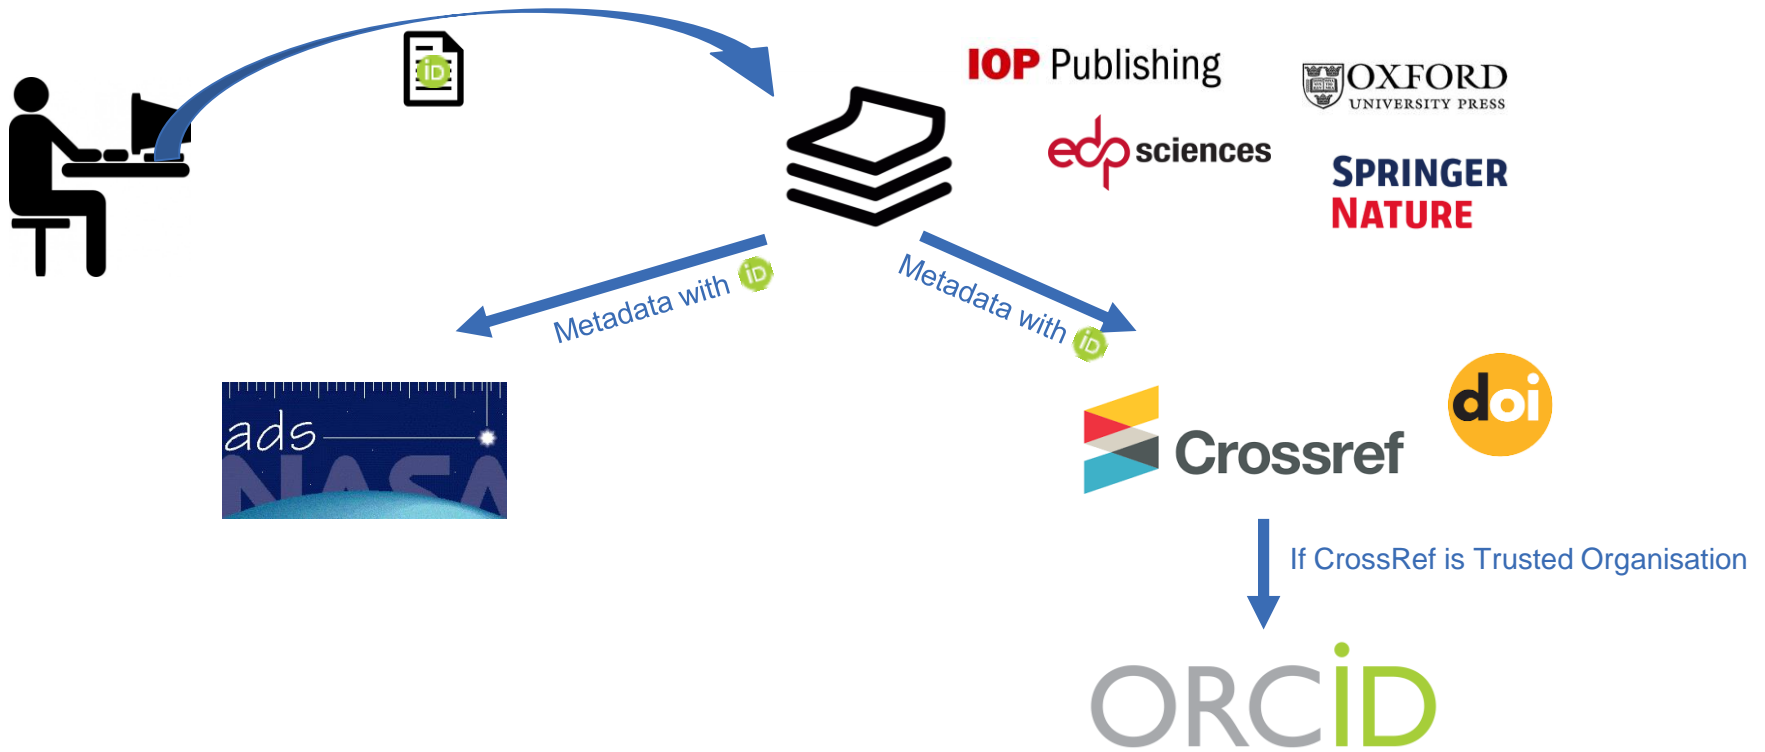 iD
IOP Publishing
OXFORD
UNIVERSITY PRESS
edp sciences
SPRINGER
NATURE
Metadata with iD
Metadata with iD
ads
NASA
Crossref
doi
If CrossRef is Trusted Organisation
ORCiD